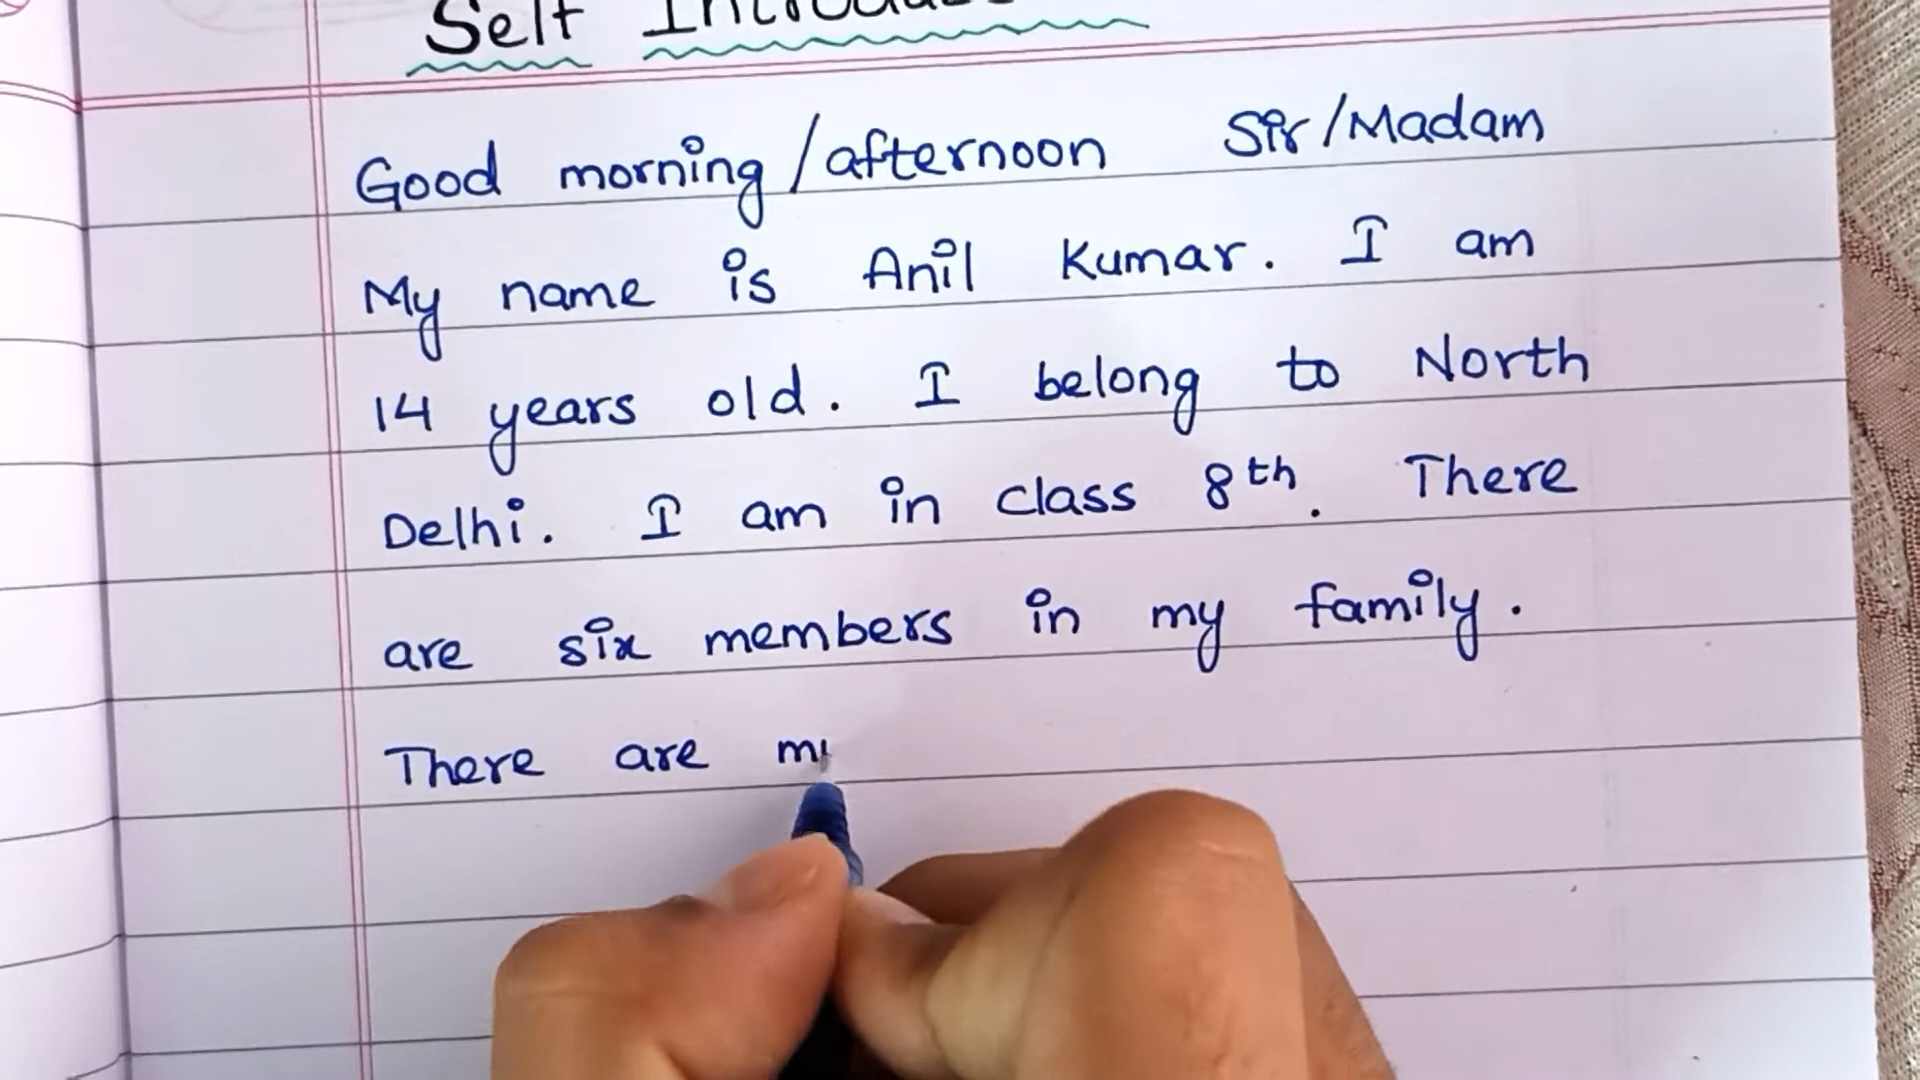 Self
Good morning/afternoon Sir/Madam
My name is Anil Kumar. I am
14 years old. I belong to North
Delhi. I am in class 8th. There
are six members in my family.
There are